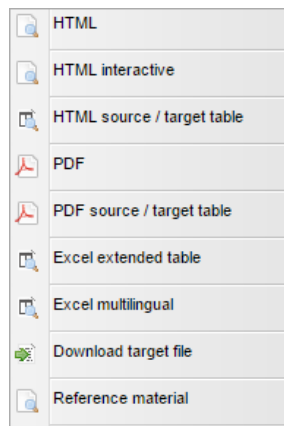 HTML
HTML interactive
HTML source / target table
PDF
PDF source / target table
Excel extended table
Excel multilingual
Download target file
Reference material